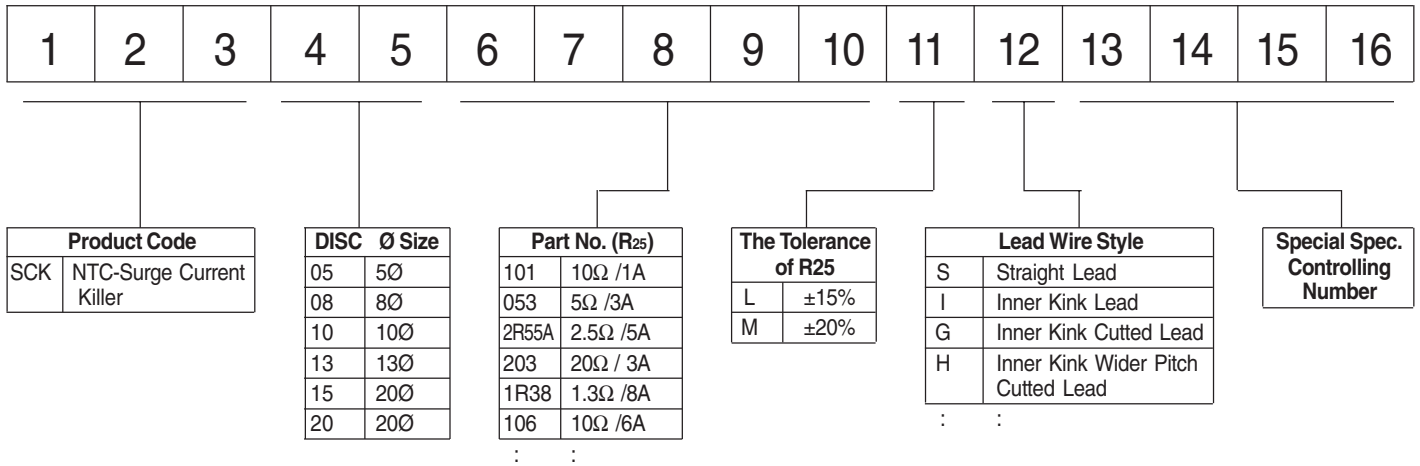 1 2 3 4 5 6 7 8 9 10 11 12 13 14 15 16
Product Code
SCK NTC-Surge Current
Killer
DISC Ø Size
05 5Ø
08 8Ø
10 10Ø
13 13Ø
15 20Ø
20 20Ø
Part No. (R25)
101 10Ω /1A
053 5Ω /3A
2R55A 2.5Ω /5A
203 20Ω / 3A
1R38 1.3Ω /8A
106 10Ω /6A
: :
The Tolerance
of R25
L ±15%
M ±20%
Lead Wire Style
S Straight Lead
I Inner Kink Lead
G Inner Kink Cutted Lead
H Inner Kink Wider Pitch
Cutted Lead
: :
Special Spec.
Controlling
Number